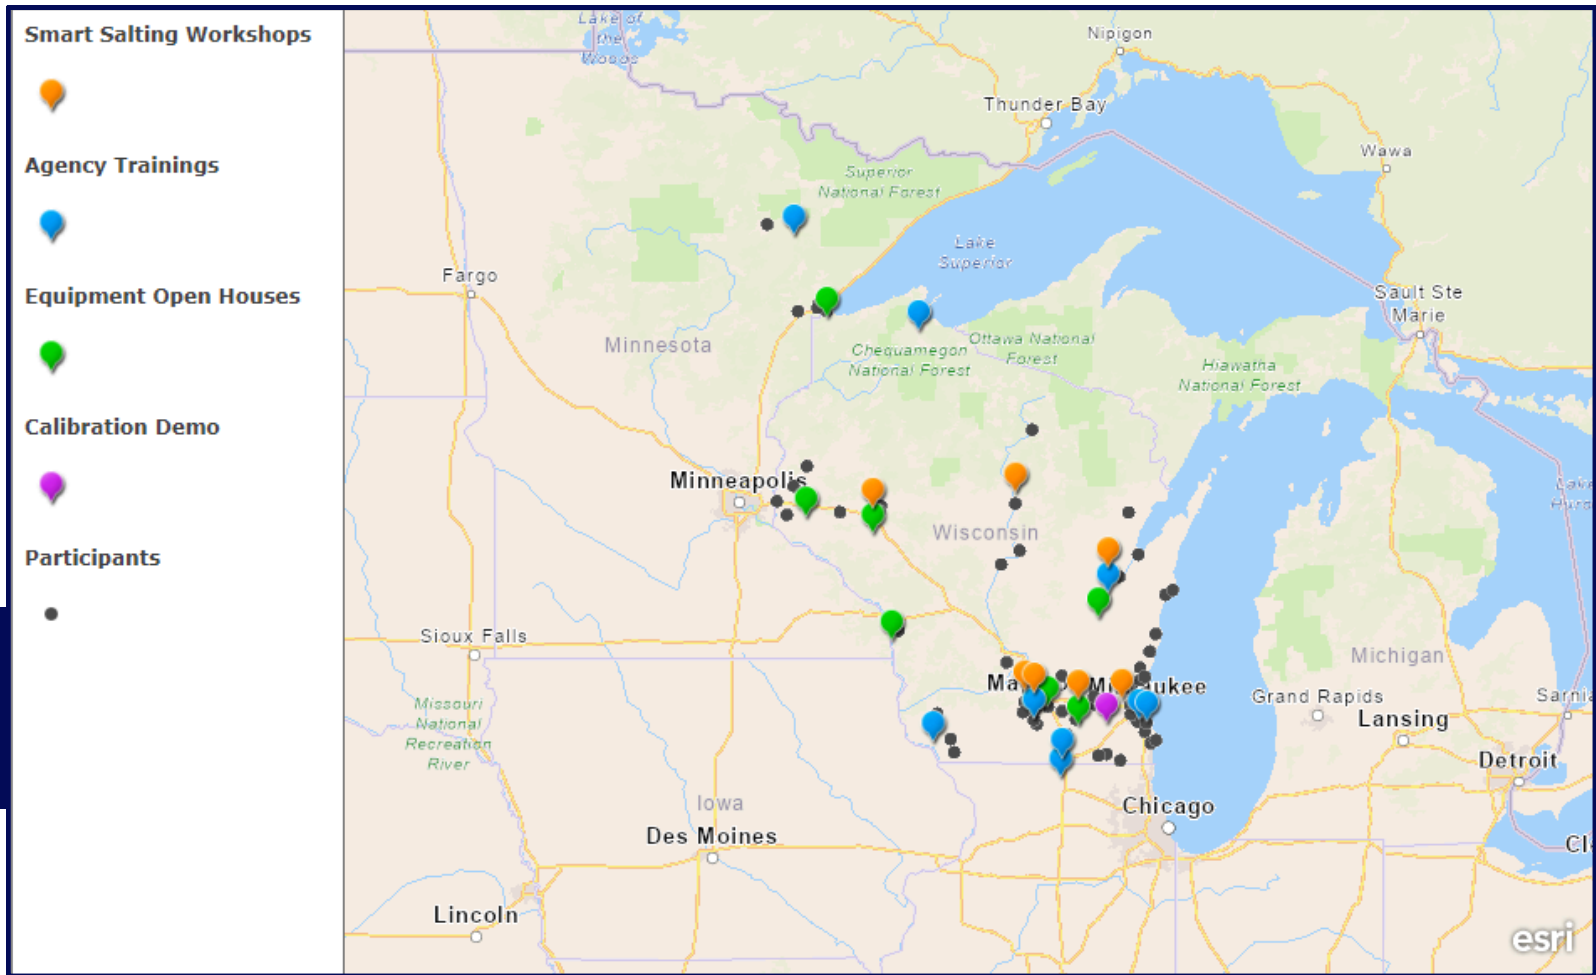 Smart Salting Workshops
Agency Trainings
Equipment Open Houses
Calibration Demo
Participants
Lake of
the
Woods
Nipigon
Thunder Bay
Wawa
Superior
National Forest
Lake
Superior
Fargo
Sault Ste
Marie
Minnesota
Chequamegon
National Forest
Ottawa National
Forest
Hiawatha
National Forest
Minneapolis
Lake
Wisconsin
Sioux Falls
Michigan
Grand Rapids
Sarnia
Missouri
National
Recreation
River
Lansing
Detroit
Iowa
Chicago
Des Moines
Cl
Lincoln
esri